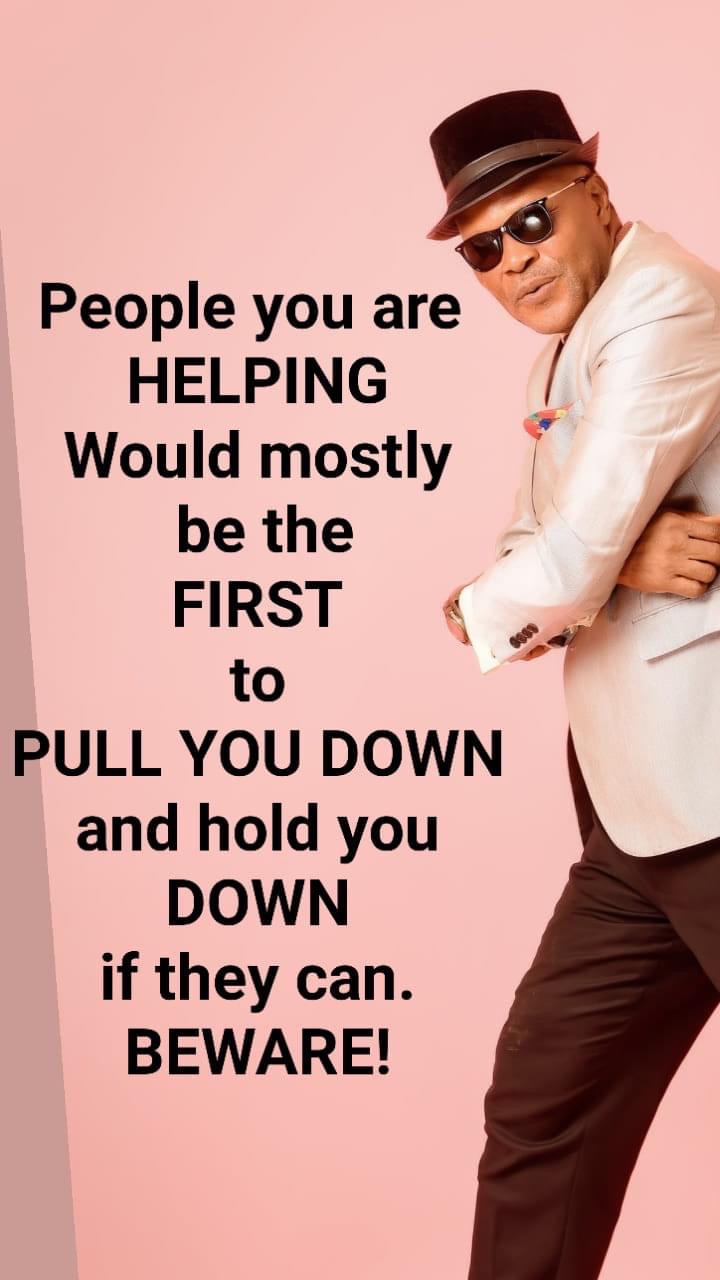 People you are
HELPING
Would mostly
be the
FIRST
to
PULL YOU DOWN
and hold you
DOWN
if they can.
BEWARE!